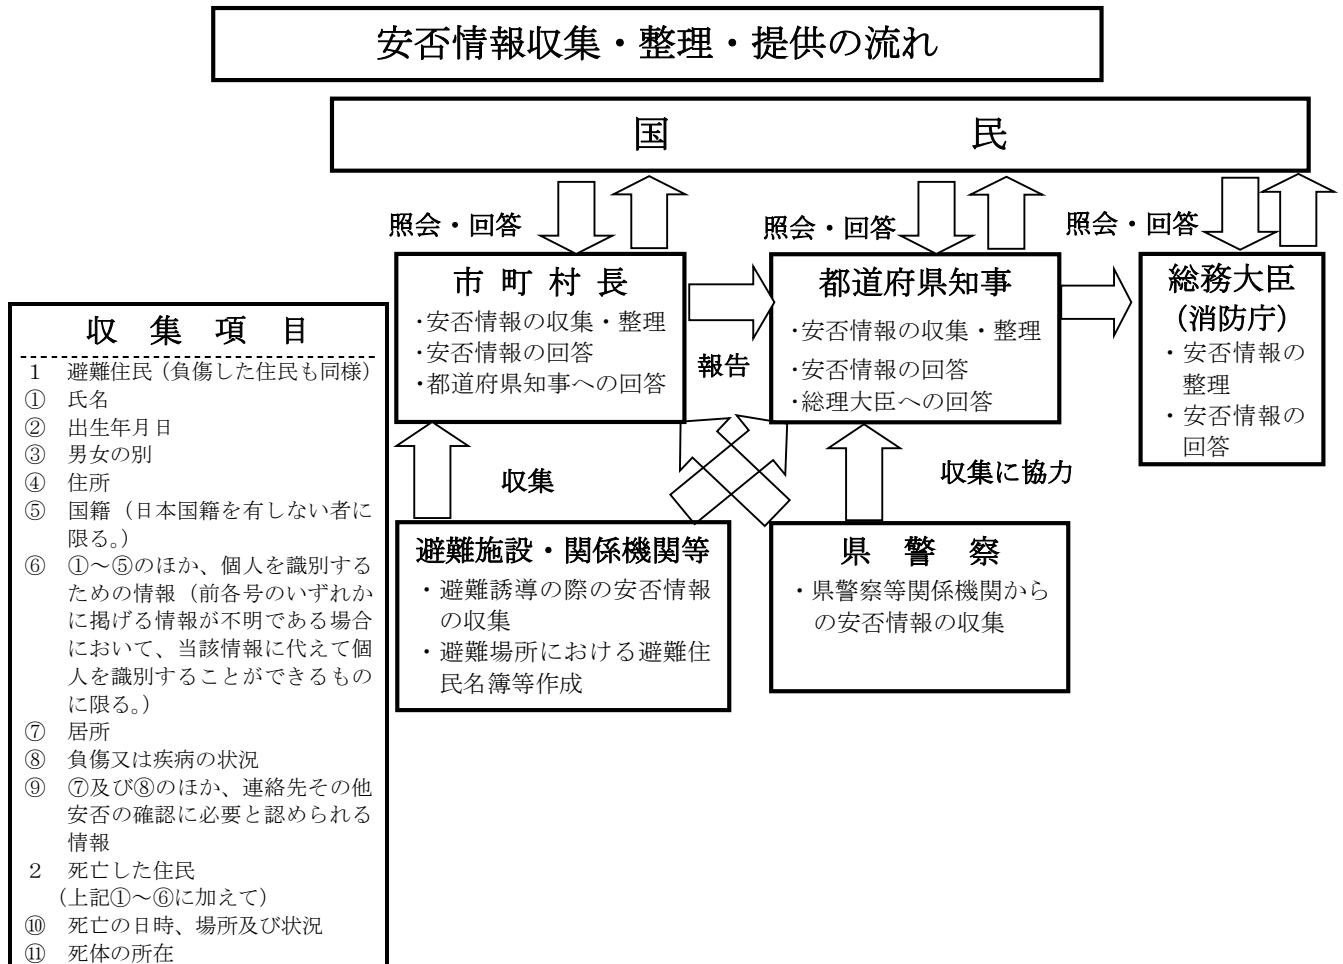 安否情報収集・整理・提供の流れ
国 民
照会・回答
照会・回答
照会・回答
市 町 村 長
・安否情報の収集・整理
・安否情報の回答
・都道府県知事への回答
報告
都道府県知事
・安否情報の収集・整理
・安否情報の回答
・総理大臣への回答
総務大臣
(消防庁)
・安否情報の
整理
・安否情報の
回答
収集
収集に協力
避難施設・関係機関等
・避難誘導の際の安否情報
の収集
・避難場所における避難住
民名簿等作成
県 警 察
・県警察等関係機関から
の安否情報の収集
収 集 項 目
1 避難住民(負傷した住民も同様)
① 氏名
② 出生年月日
③ 男女の別
④ 住所
⑤ 国籍(日本国籍を有しない者に
限る。)
⑥ ①~⑤のほか、個人を識別する
ための情報(前各号のいずれか
に掲げる情報が不明である場合
において、当該情報に代えて個
人を識別することができるもの
に限る。)
⑦ 居所
⑧ 負傷又は疾病の状況
⑨ ⑦及び⑧のほか、連絡先その他
安否の確認に必要と認められる
情報
2 死亡した住民
(上記①~⑥に加えて)
⑩ 死亡の日時、場所及び状況
⑪ 死体の所在